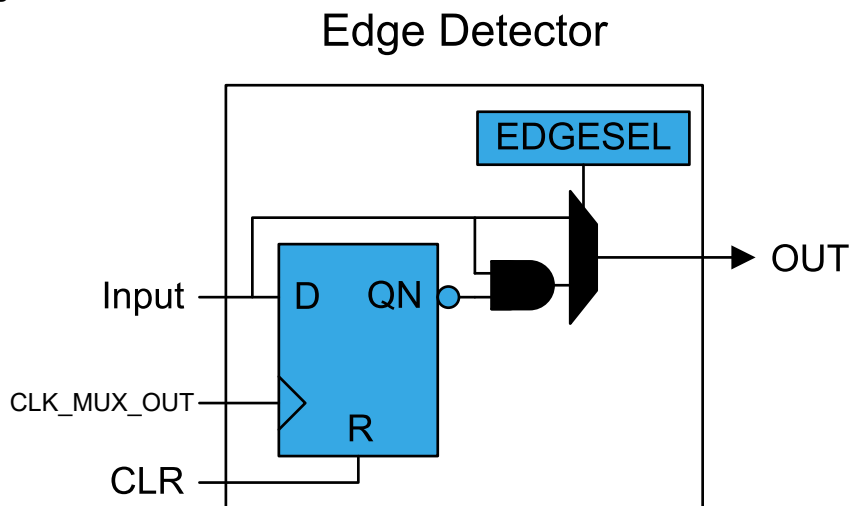 Edge Detector
EDGESEL
OUT
Input
D
QN
CLK_MUX_OUT
R
CLR